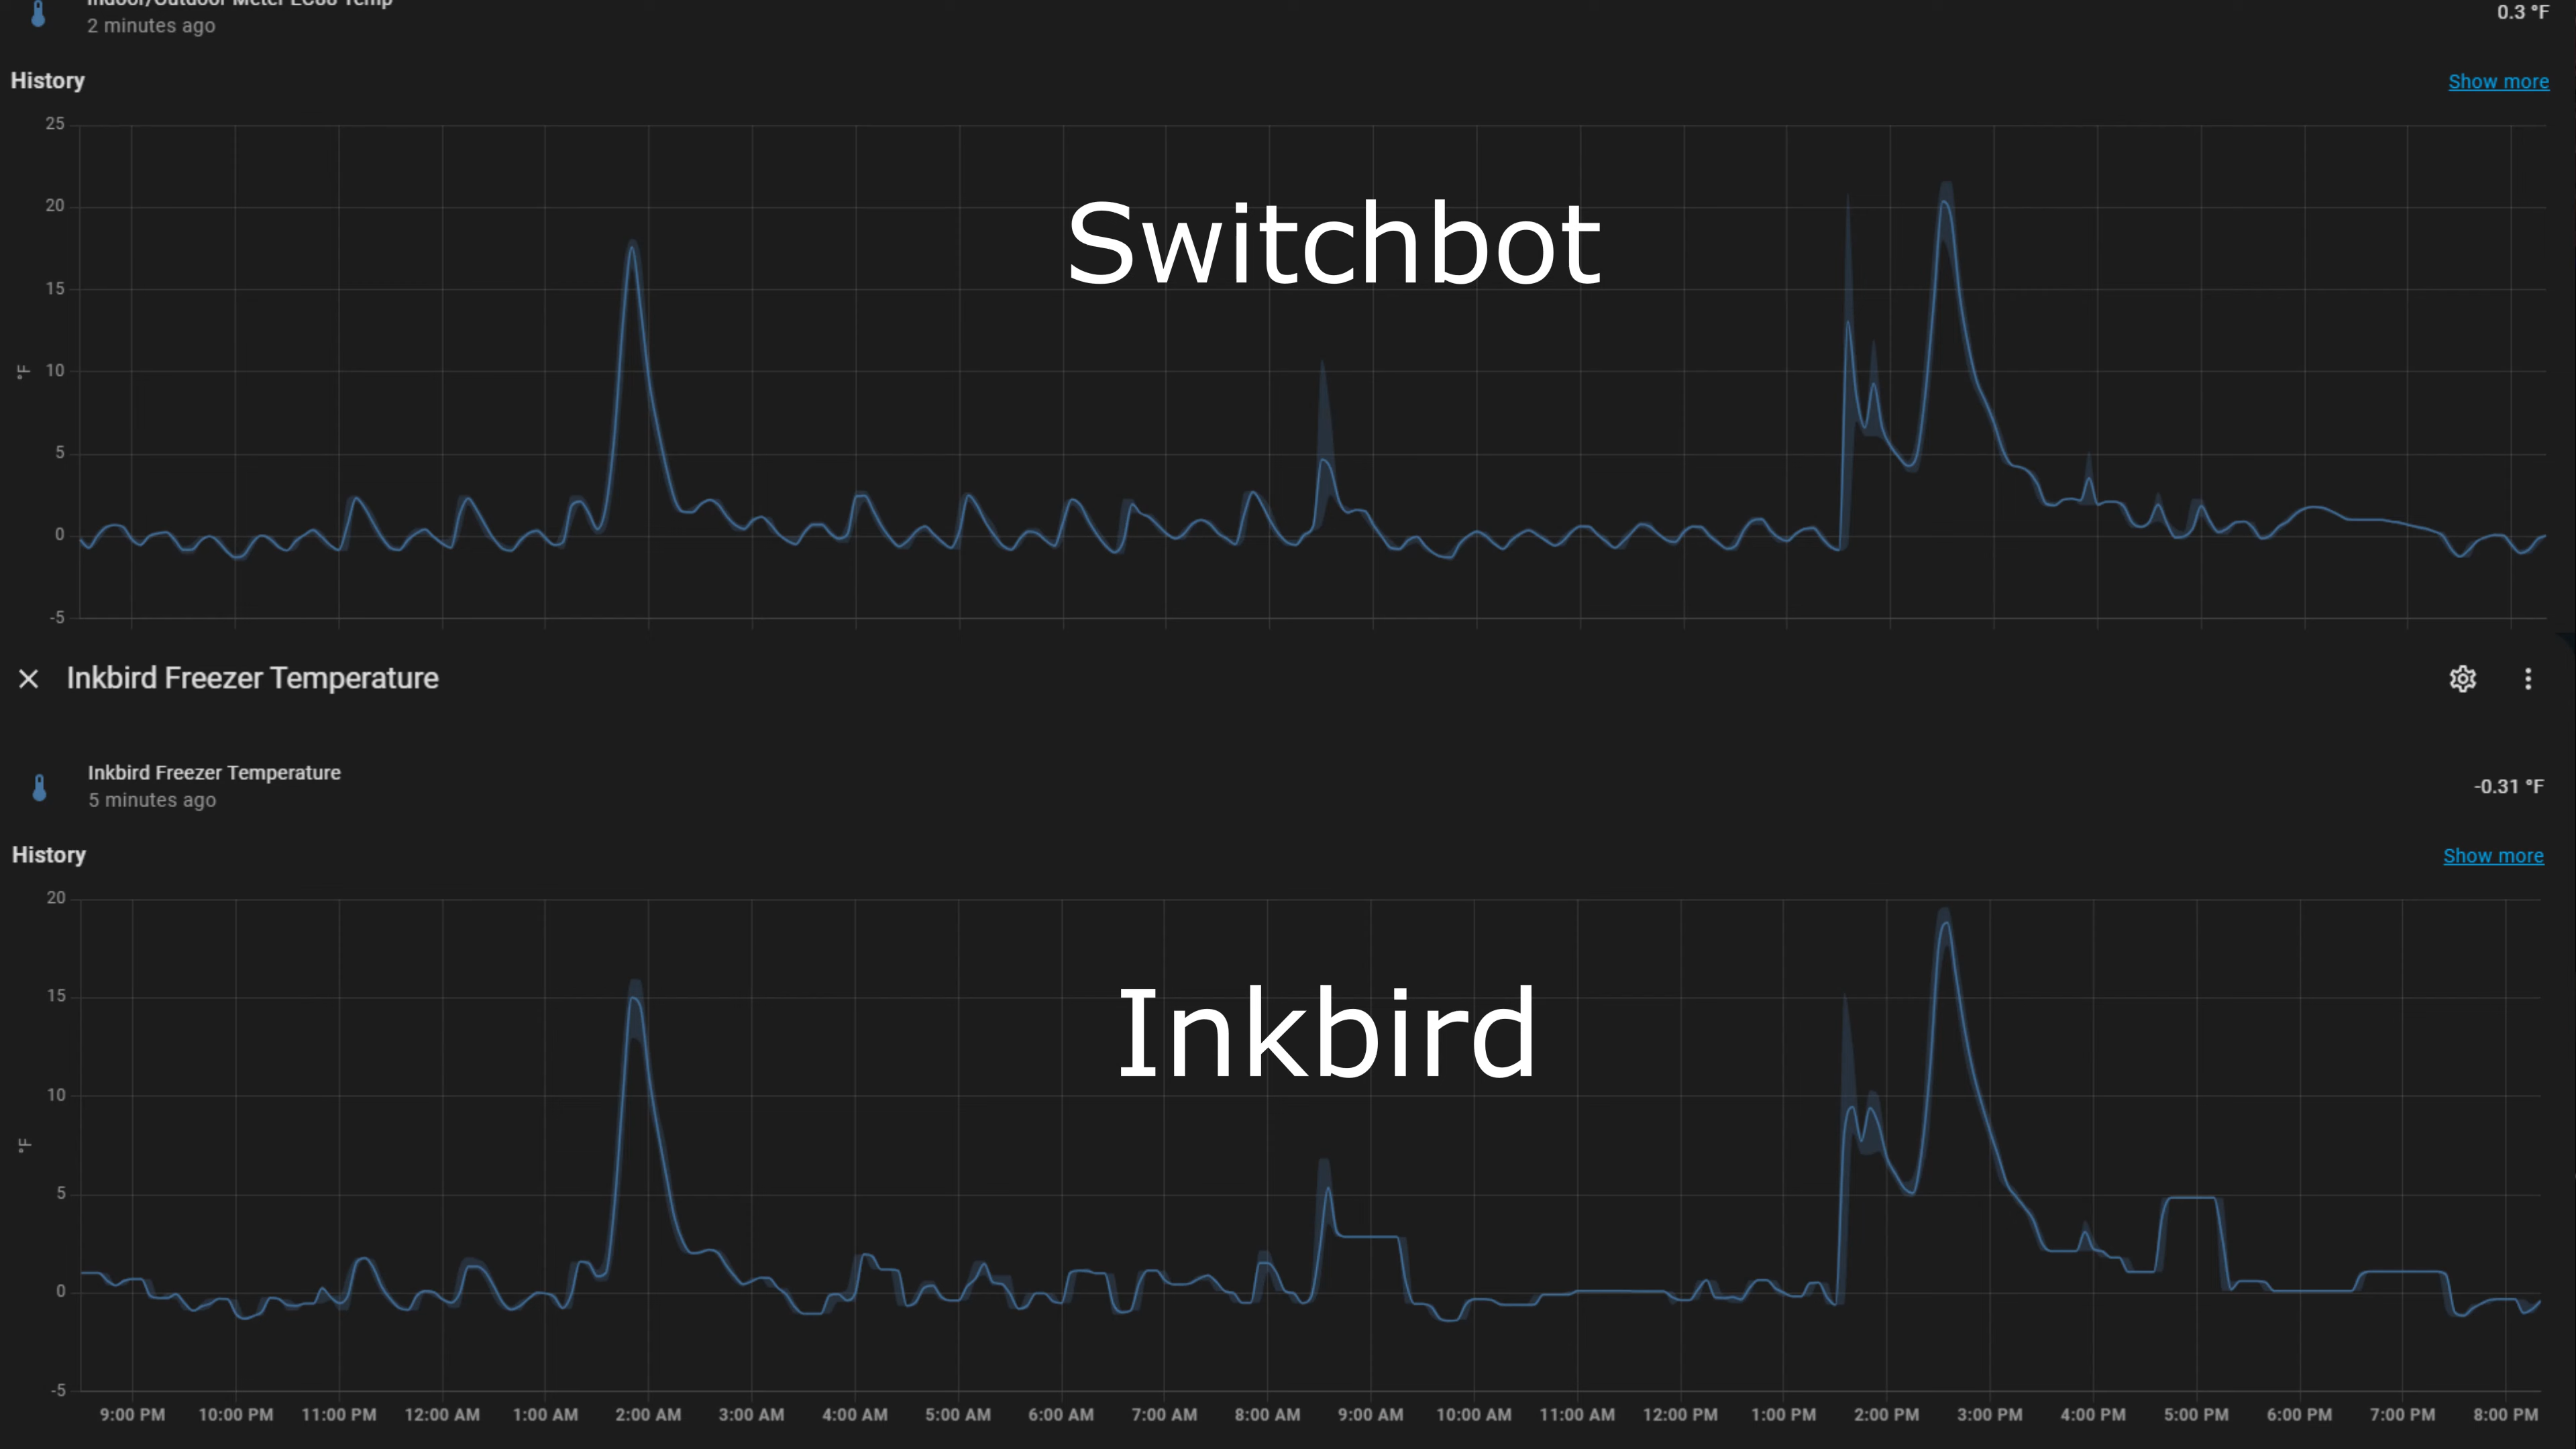 Indoor/Outdoor Meter EC88 Temp
2 minutes ago
0.3 °F
History
Show more
25
20
15
10
5
0
-5
°F
Switchbot
Inkbird Freezer Temperature
Inkbird Freezer Temperature
5 minutes ago
-0.31 °F
History
Show more
20
15
10
5
0
-5
°F
Inkbird
9:00 PM 10:00 PM 11:00 PM 12:00 AM 1:00 AM 2:00 AM 3:00 AM 4:00 AM 5:00 AM 6:00 AM 7:00 AM 8:00 AM 9:00 AM 10:00 AM 11:00 AM 12:00 PM 1:00 PM 2:00 PM 3:00 PM 4:00 PM 5:00 PM 6:00 PM 7:00 PM 8:00 PM